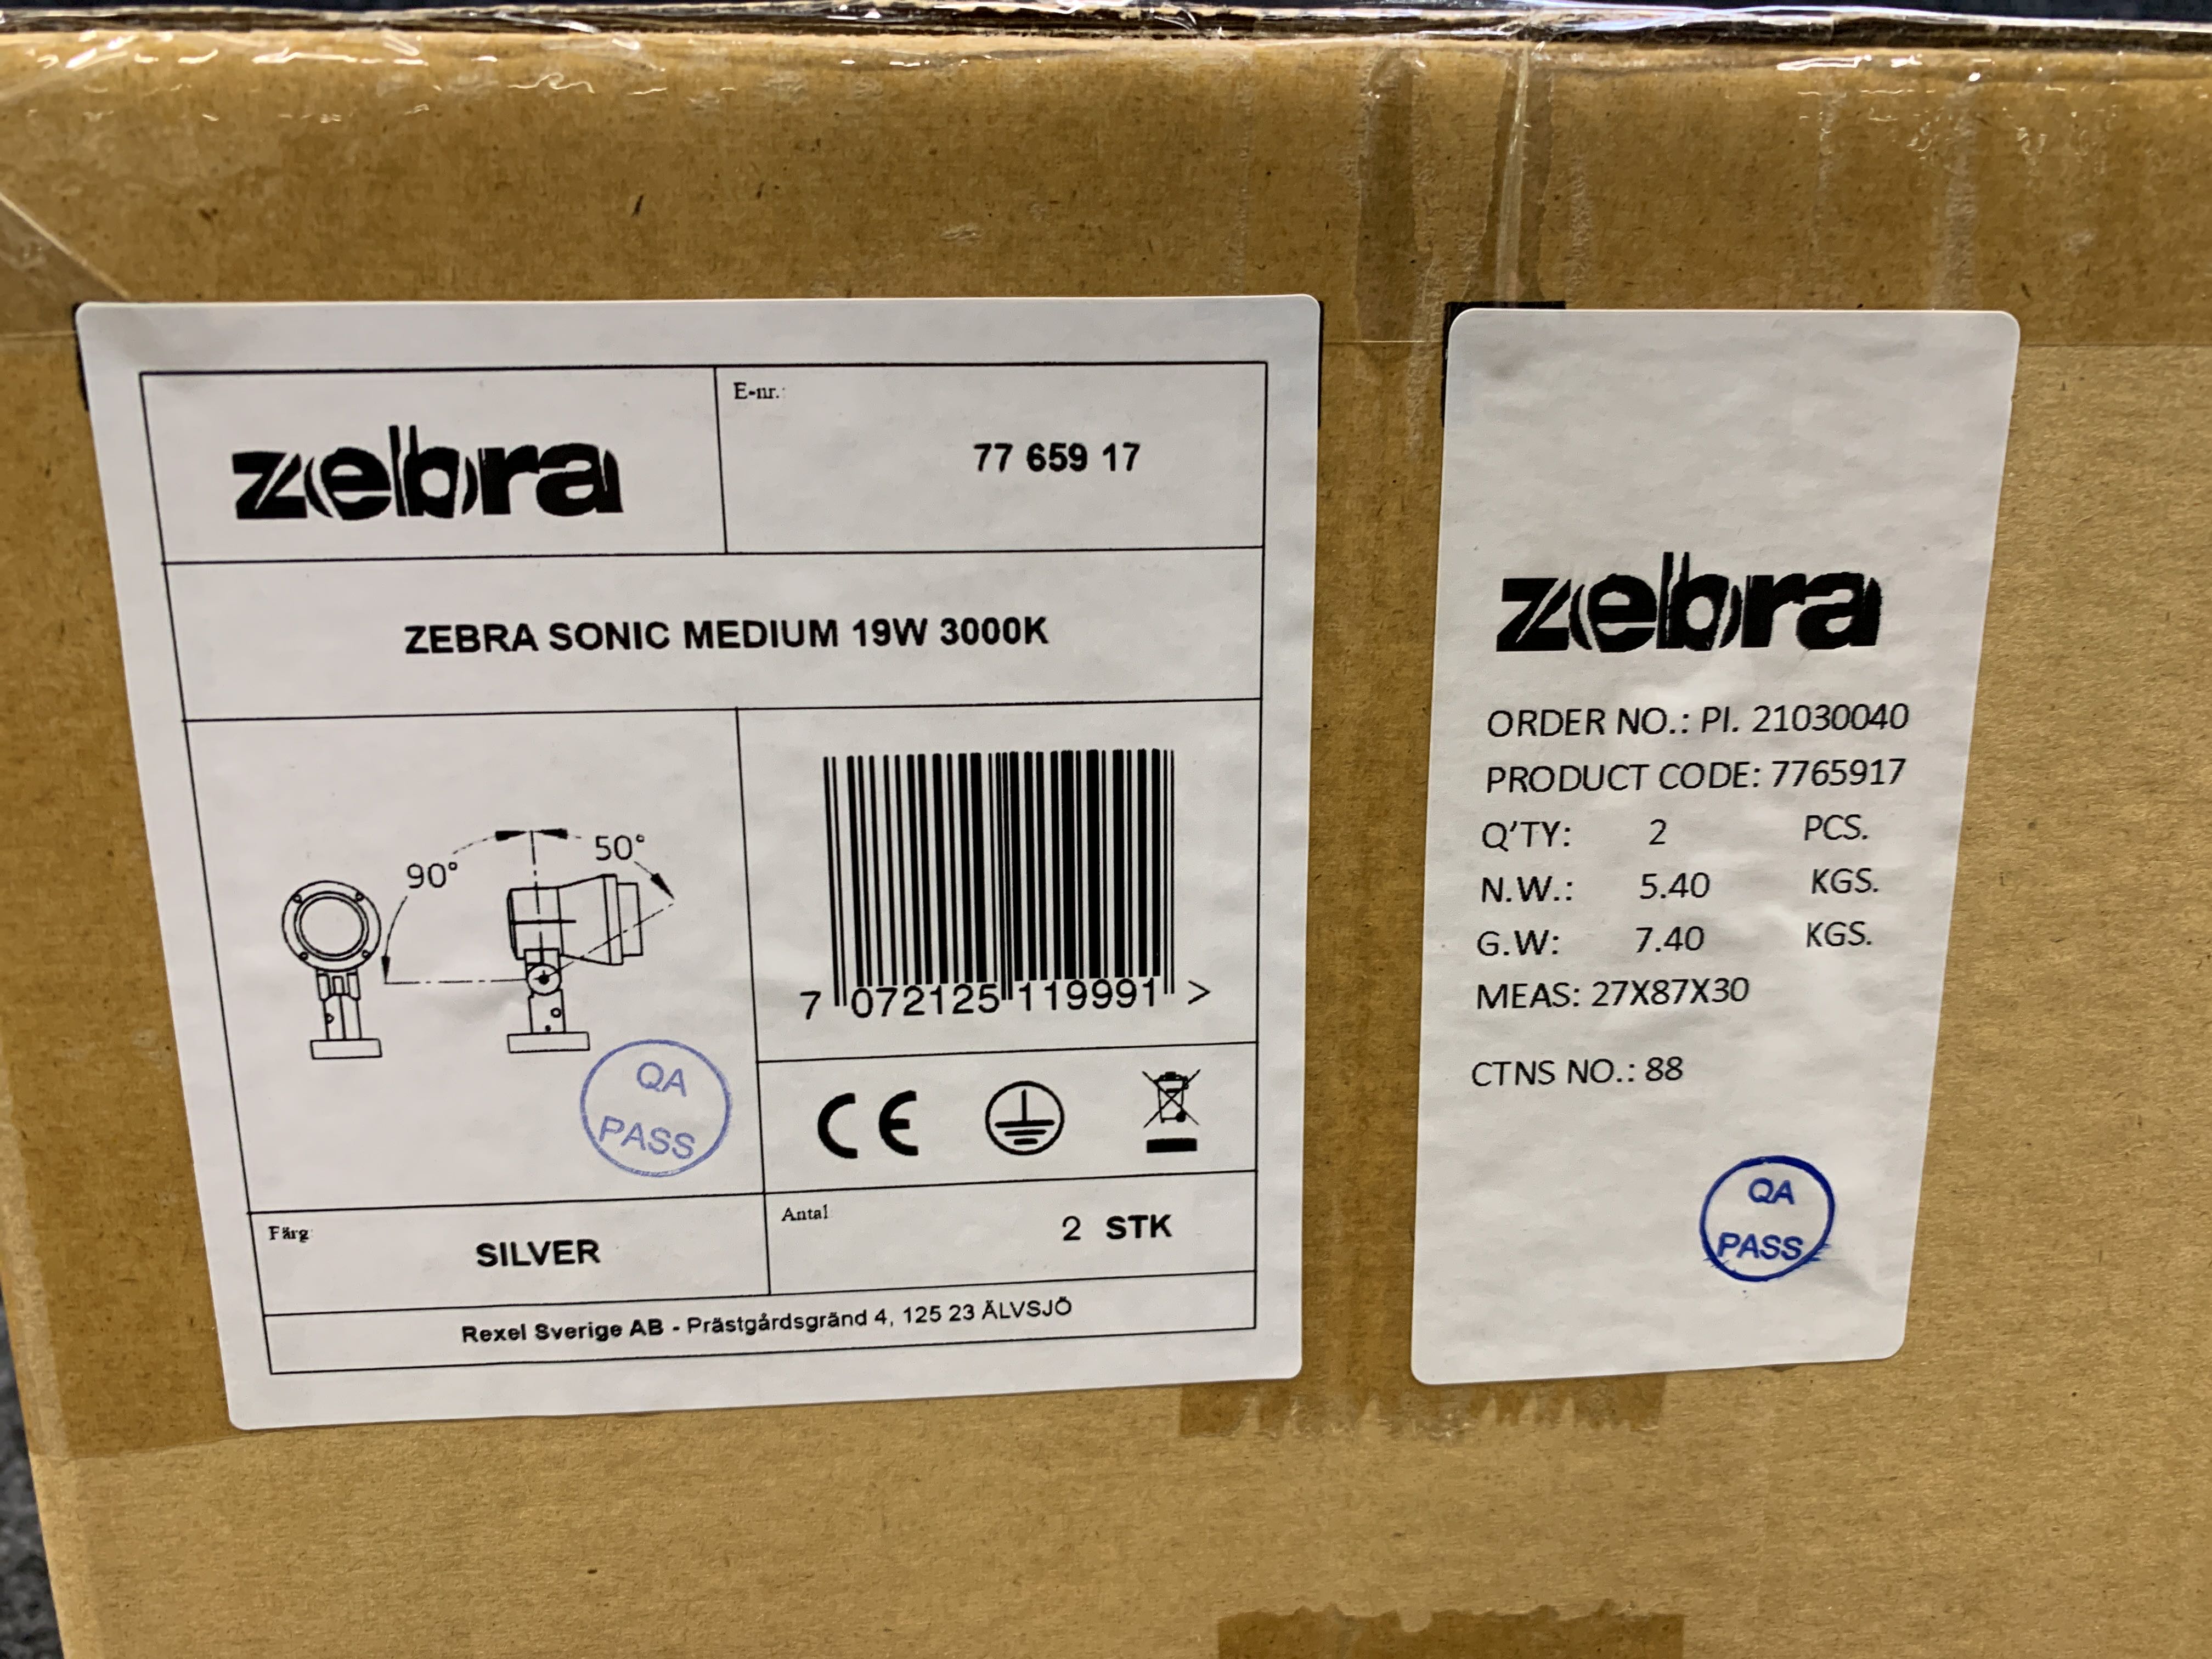 zebra
E-nr.:
77 659 17
ZEBRA SONIC MEDIUM 19W 3000K
90°
50°
7 072125 119991 >
QA
PASS
CE
Färg
SILVER
Antal
2 STK
Rexel Sverige AB - Prästgårdsgränd 4, 125 23 ÄLVSJÖ
zebra
ORDER NO.: PI. 21030040
PRODUCT CODE: 7765917
Q'TY: 2 PCS.
N.W.: 5.40 KGS.
G.W: 7.40 KGS.
MEAS: 27X87X30
CTNS NO.: 88
QA
PASS